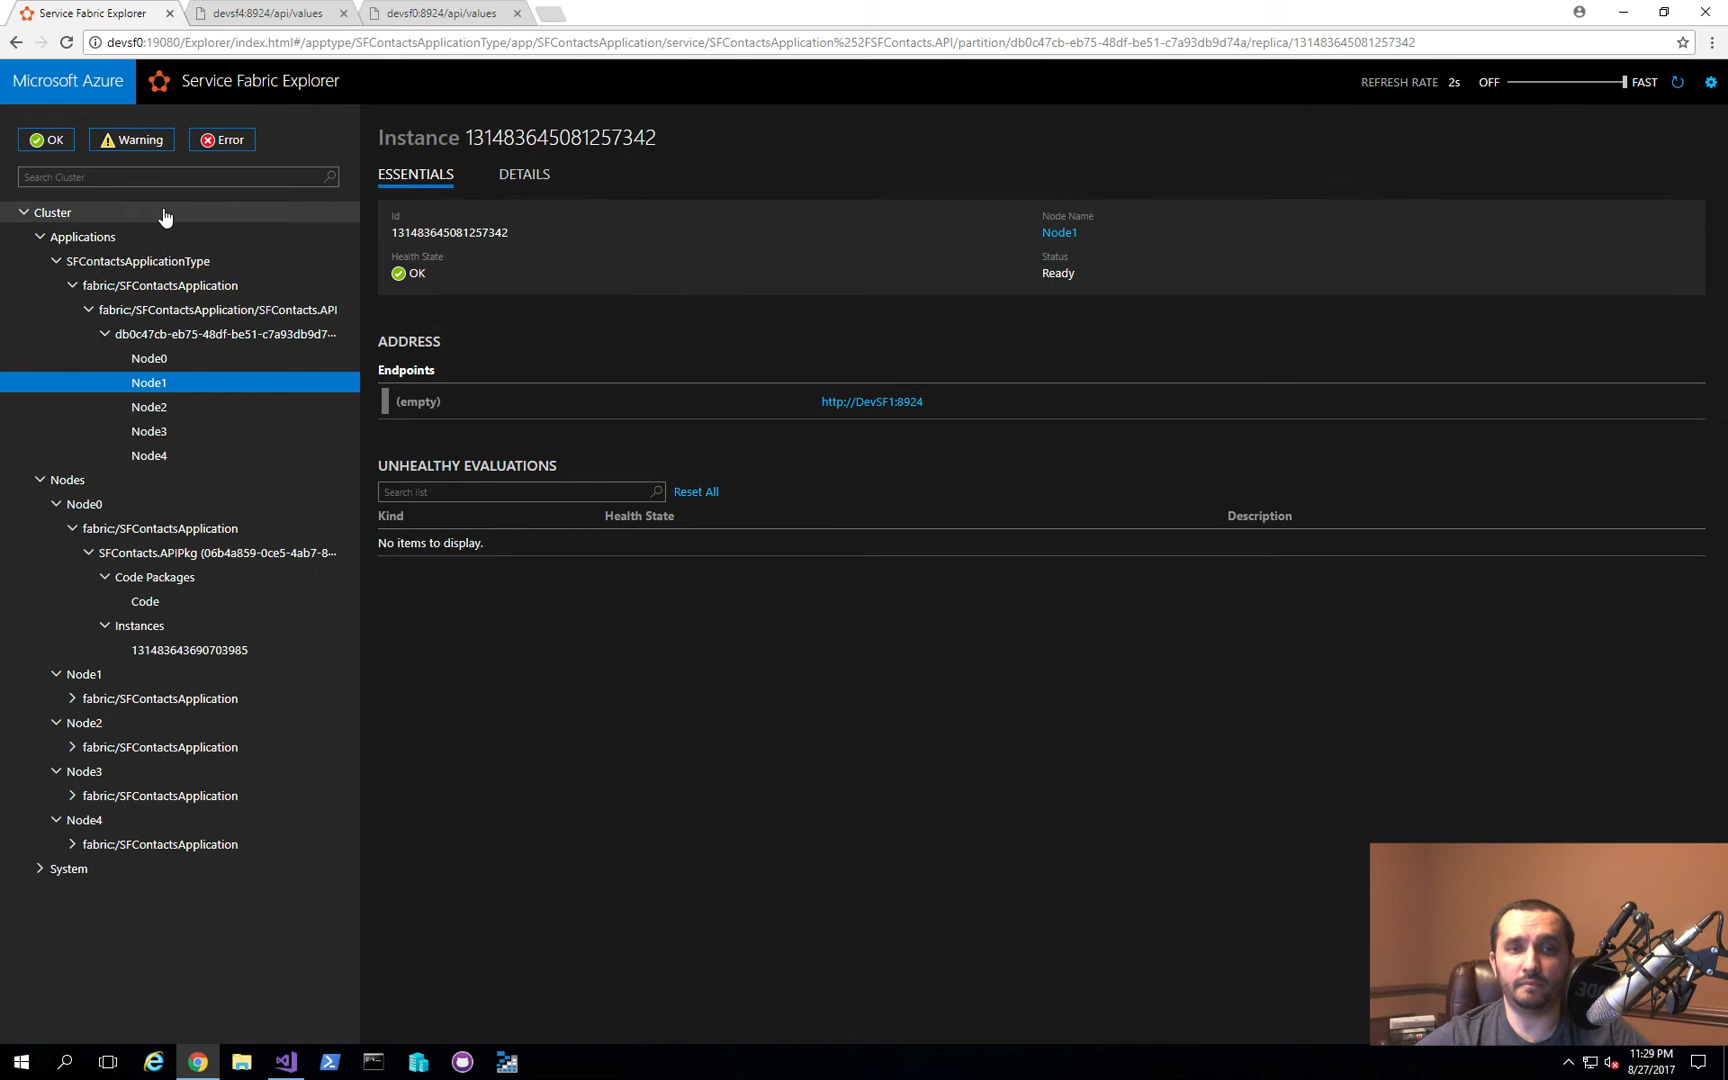 Service Fabric Explorer
devsf4:8924/api/values
devsf0:8924/api/values
devsf0:19080/Explorer/index.html#/apptype/SFContactsApplicationType/app/SFContactsApplication/service/SFContactsApplication%252FSFContacts.API/partition/db0c47cb-eb75-48df-be51-c7a93db9d74a/replica/131483645081257342
Microsoft Azure
Service Fabric Explorer
REFRESH RATE 2s OFF FAST
OK
Warning
Error
Search Cluster
Cluster
Applications
SFContactsApplicationType
fabric:/SFContactsApplication
fabric:/SFContactsApplication/SFContacts.API
db0c47cb-eb75-48df-be51-c7a93db9d7...
Node0
Node1
Node2
Node3
Node4
Nodes
Node0
fabric:/SFContactsApplication
SFContacts.APIPkg (06b4a859-0ce5-4ab7-8...
Code Packages
Code
Instances
131483643690703985
Node1
fabric:/SFContactsApplication
Node2
fabric:/SFContactsApplication
Node3
fabric:/SFContactsApplication
Node4
fabric:/SFContactsApplication
System
Instance 131483645081257342
ESSENTIALS DETAILS
Id
131483645081257342
Node Name
Node1
Health State
OK
Status
Ready
ADDRESS
Endpoints
(empty) http://DevSF1:8924
UNHEALTHY EVALUATIONS
Search list
Reset All
Kind Health State Description
No items to display.
11:29 PM
8/27/2017